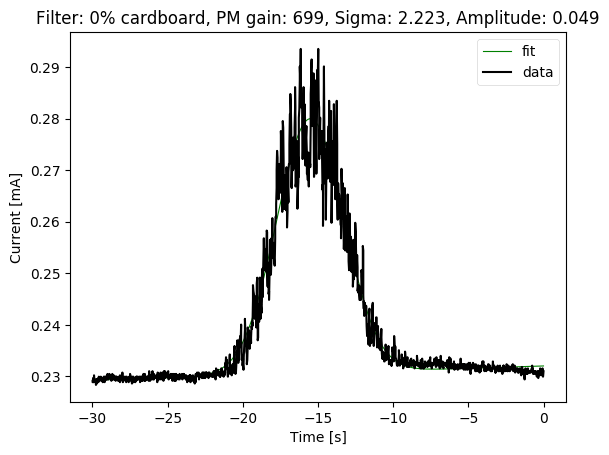 Filter: 0% cardboard, PM gain: 699, Sigma: 2.223, Amplitude: 0.049
fit
data
0.29
0.28
0.27
0.26
0.25
0.24
0.23
Current [mA]
−30 −25 −20 −15 −10 −5 0
Time [s]